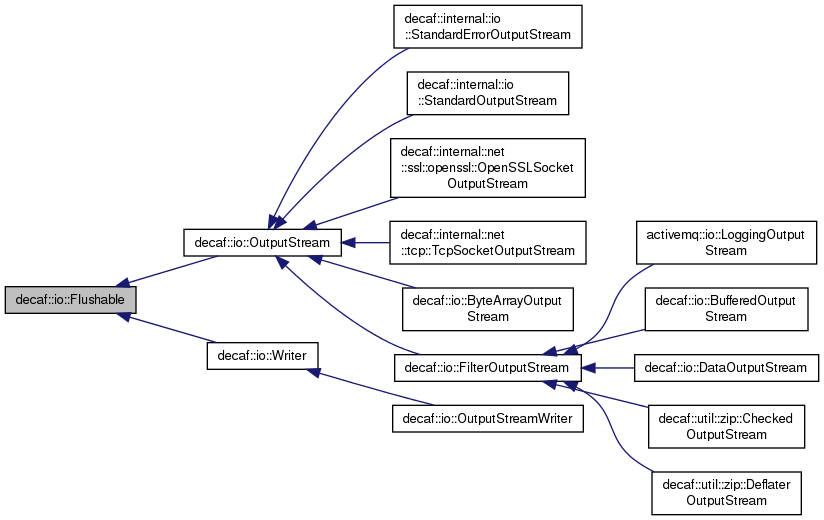 decaf::internal::io
::StandardErrorOutputStream
decaf::internal::io
::StandardOutputStream
decaf::internal::net
::ssl::openssl::OpenSSLSocket
OutputStream
decaf::io::OutputStream
decaf::internal::net
::tcp::TcpSocketOutputStream
activemq::io::LoggingOutput
Stream
decaf::io::Flushable
decaf::io::ByteArrayOutput
Stream
decaf::io::BufferedOutput
Stream
decaf::io::Writer
decaf::io::FilterOutputStream
decaf::io::DataOutputStream
decaf::io::OutputStreamWriter
decaf::util::zip::Checked
OutputStream
decaf::util::zip::Deflater
OutputStream